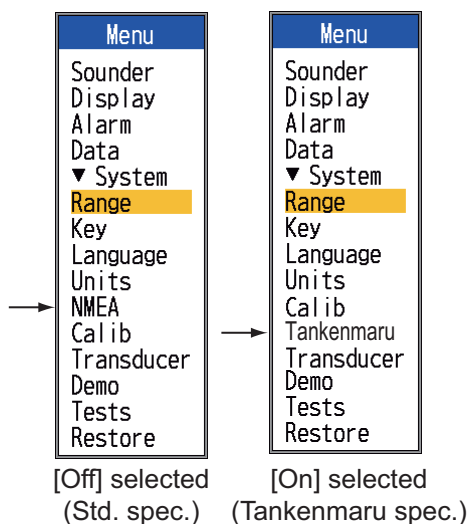 Menu
Sounder
Display
Alarm
Data
▼ System
Range
Key
Language
Units
NMEA
Calib
Transducer
Demo
Tests
Restore
[Off] selected
(Std. spec.)
Menu
Sounder
Display
Alarm
Data
▼ System
Range
Key
Language
Units
Calib
Tankenmaru
Transducer
Demo
Tests
Restore
[On] selected
(Tankenmaru spec.)